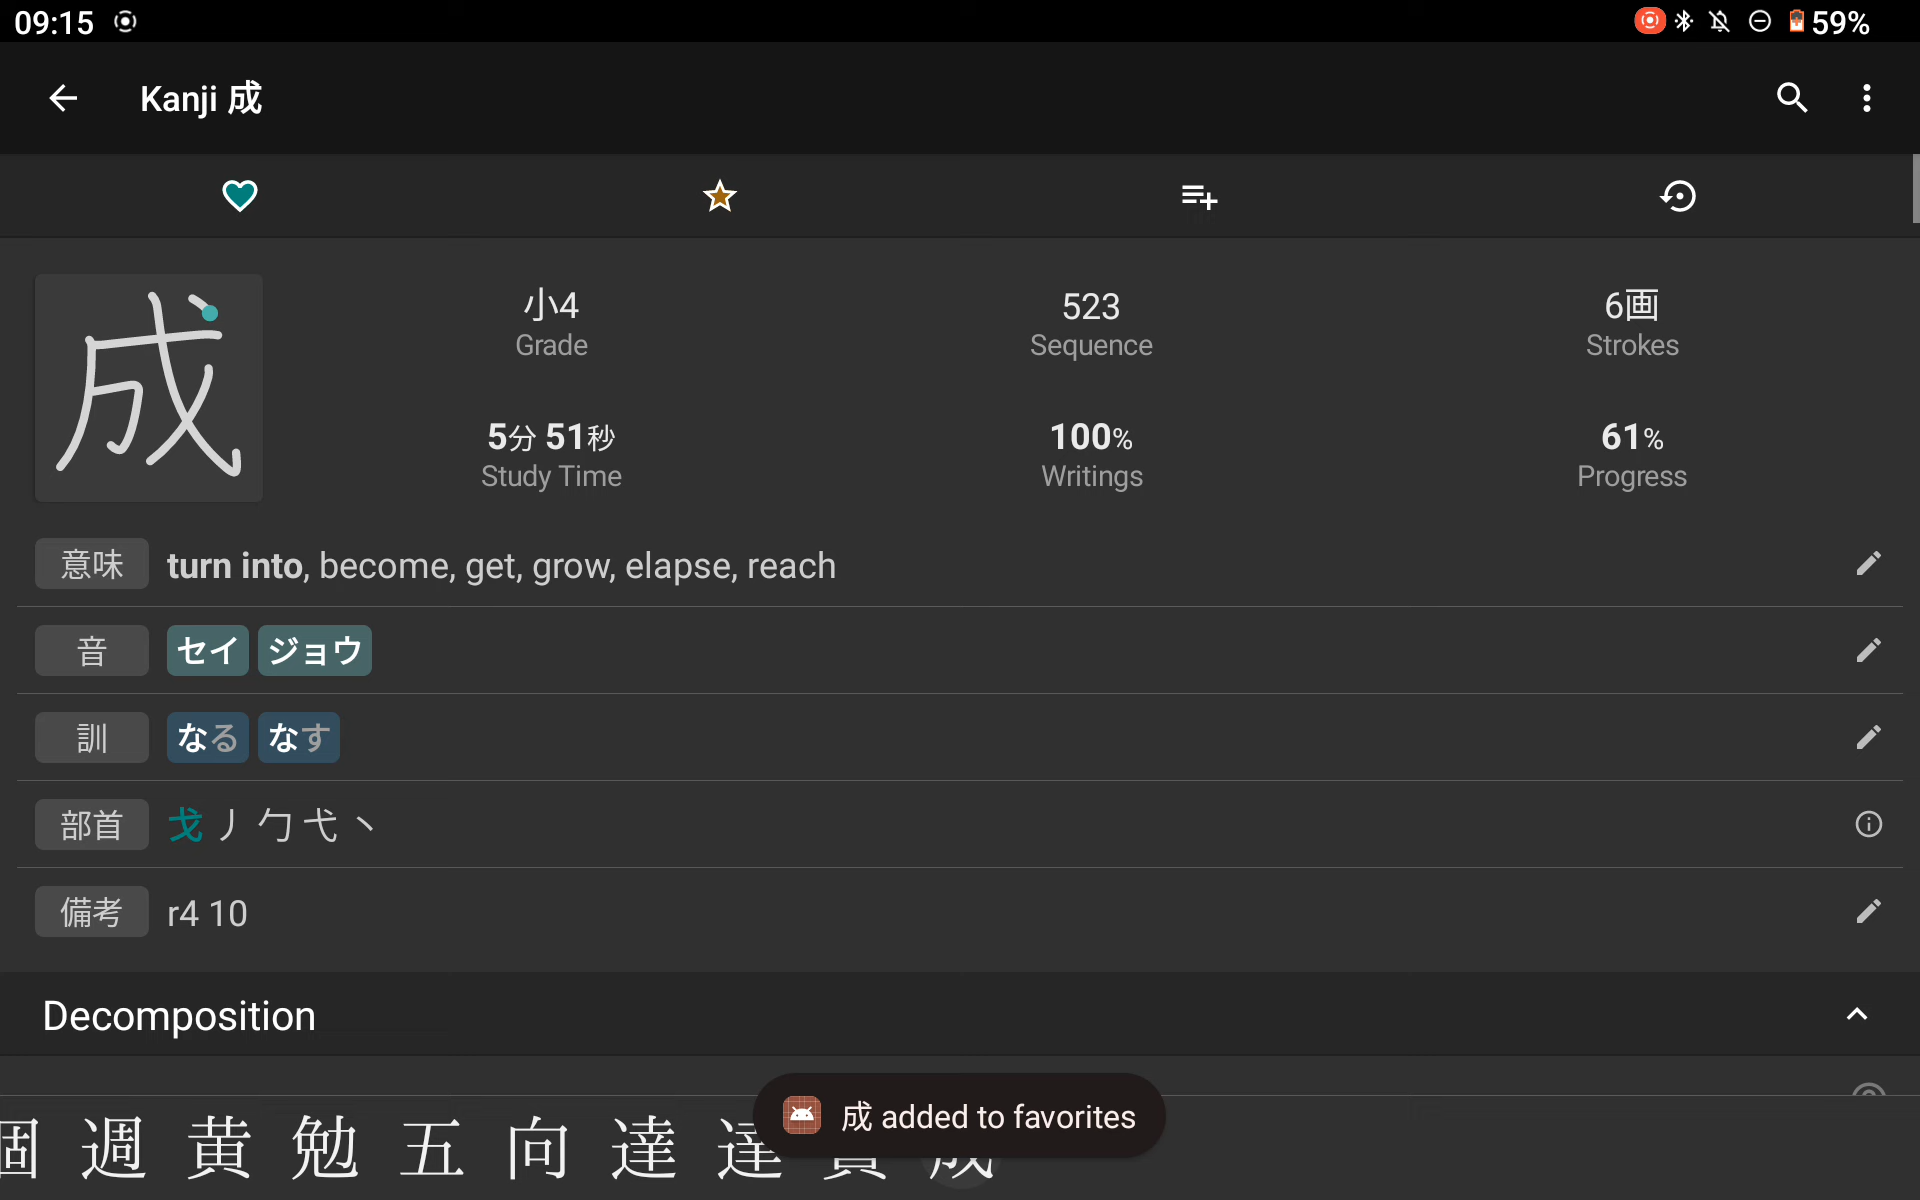 09:15 59%
Kanji 成
成
小4 523 6画
Grade Sequence Strokes
5分 51秒 100% 61%
Study Time Writings Progress
意味 turn into, become, get, grow, elapse, reach
音 セイ ジョウ
訓 なる なす
部首 戈 丿 勹 弋 丶
備考 r4 10
Decomposition
成 added to favorites
個 週 黄 勉 五 向 達 達 貢 成